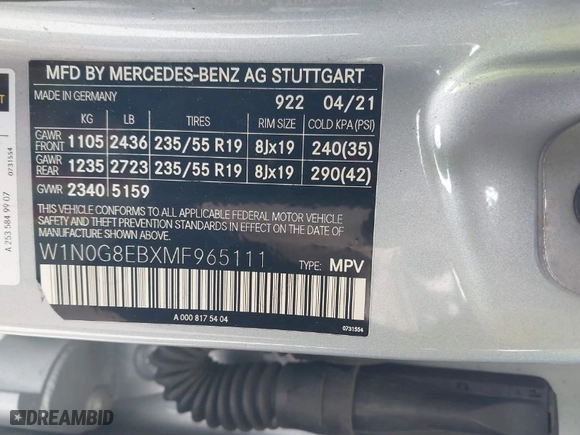 MFD BY MERCEDES-BENZ AG STUTTGART
MADE IN GERMANY 922 04/21
KG LB TIRES RIM SIZE COLD KPA (PSI)
GAWR FRONT 1105 2436 235/55 R19 8Jx19 240(35)
GAWR REAR 1235 2723 235/55 R19 8Jx19 290(42)
GVWR 2340 5159
THIS VEHICLE CONFORMS TO ALL APPLICABLE FEDERAL MOTOR VEHICLE
SAFETY AND THEFT PREVENTION STANDARDS IN EFFECT ON THE DATE OF
MANUFACTURE SHOWN ABOVE.
W1N0G8EBXMF965111 TYPE: MPV
A 000 817 54 04 0731554
A 253 584 99 07
0731554
DREAMBID